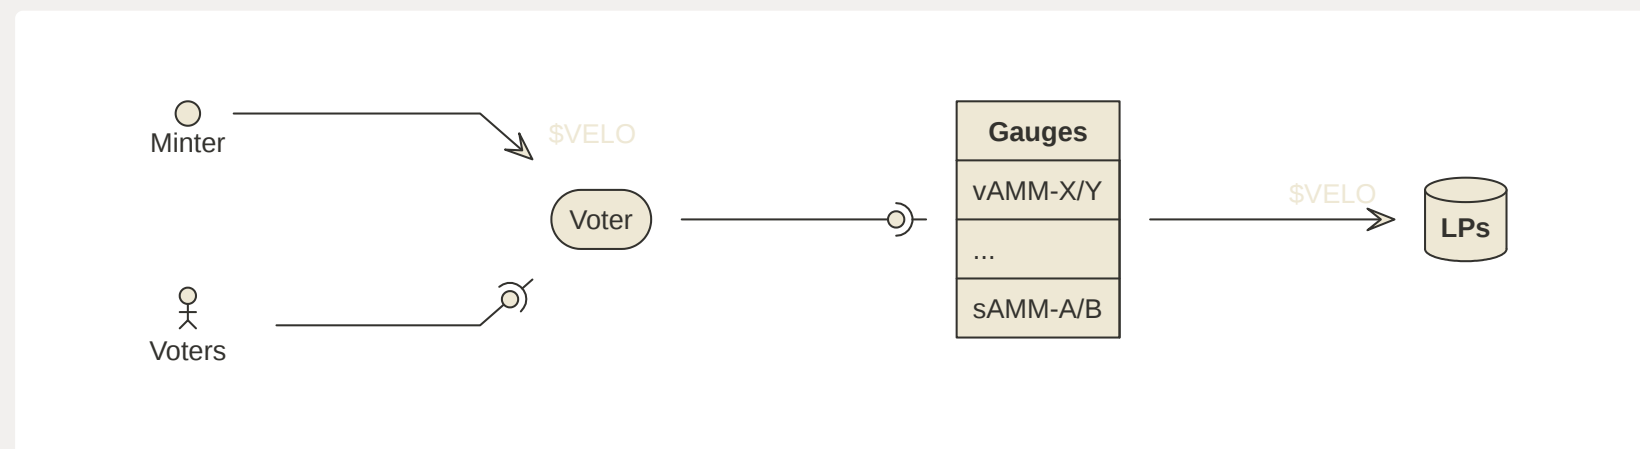 Minter
$VELO
Voter
Voters
Gauges
vAMM-X/Y
...
sAMM-A/B
$VELO
LPs